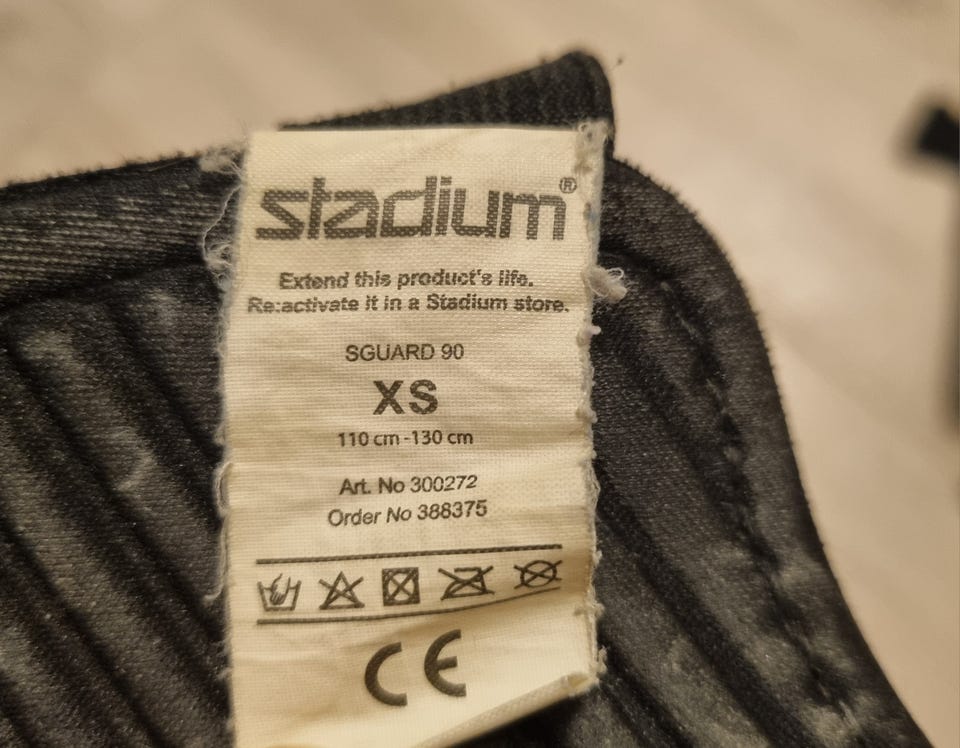 stadium®
Extend this product's life.
Re:activate it in a Stadium store.
SGUARD 90
XS
110 cm -130 cm
Art. No 300272
Order No 388375
CE